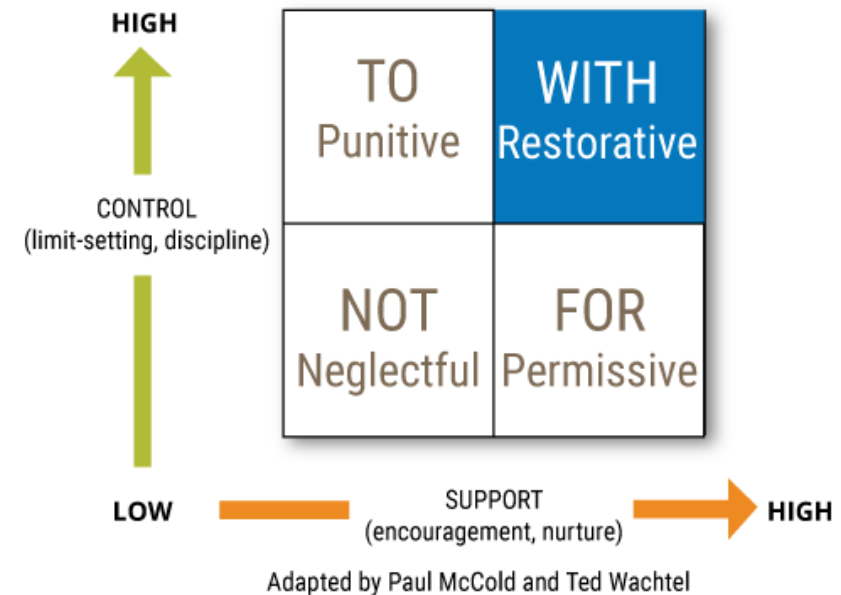 HIGH
TO
Punitive
WITH
Restorative
CONTROL
(limit-setting, discipline)
NOT
Neglectful
FOR
Permissive
LOW
SUPPORT
(encouragement, nurture)
HIGH
Adapted by Paul McCold and Ted Wachtel